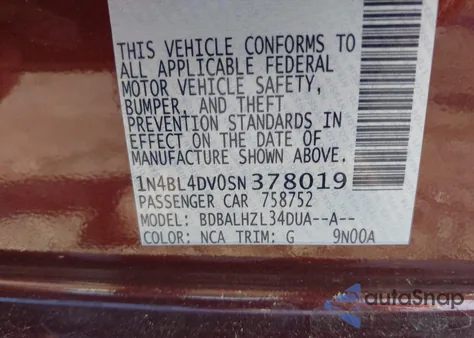 THIS VEHICLE CONFORMS TO
ALL APPLICABLE FEDERAL
MOTOR VEHICLE SAFETY,
BUMPER, AND THEFT
PREVENTION STANDARDS IN
EFFECT ON THE DATE OF
MANUFACTURE SHOWN ABOVE.
1N4BL4DV0SN378019
PASSENGER CAR 758752
MODEL: BDBALHZL34DUA--A--
COLOR: NCA TRIM: G 9N00A
autoSnap